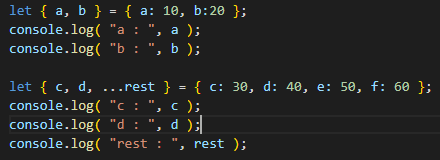 let { a, b } = { a: 10, b:20 };
console.log( "a : ", a );
console.log( "b : ", b );
let { c, d, ...rest } = { c: 30, d: 40, e: 50, f: 60 };
console.log( "c : ", c );
console.log( "d : ", d );
console.log( "rest : ", rest );